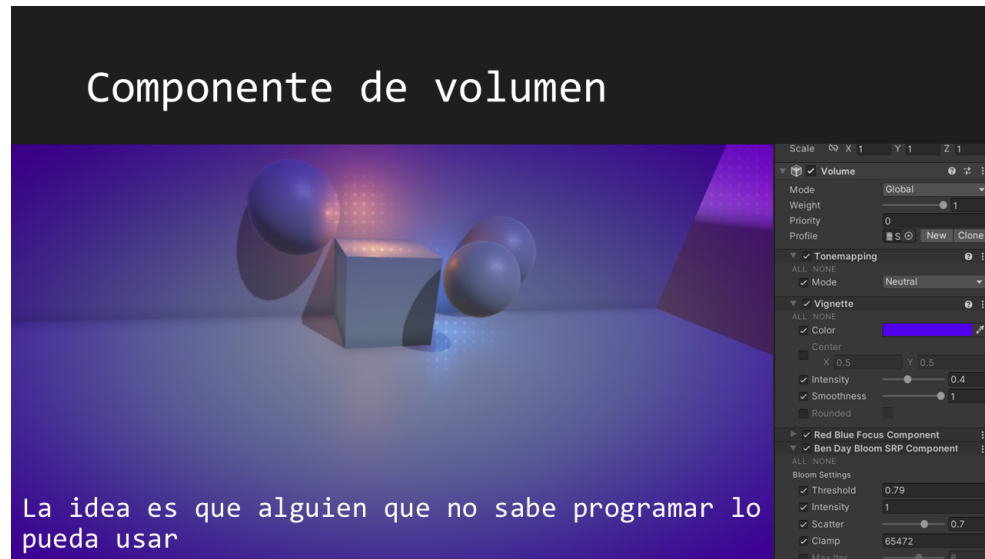 Componente de volumen
Scale X 1 Y 1 Z 1
Volume
Mode Global
Weight 1
Priority 0
Profile S New Clone
Tonemapping
ALL NONE
Mode Neutral
Vignette
ALL NONE
Color
Center
X 0.5 Y 0.5
Intensity 0.4
Smoothness 1
Rounded
Red Blue Focus Component
Ben Day Bloom SRP Component
ALL NONE
Bloom Settings
Threshold 0.79
Intensity 1
Scatter 0.7
Clamp 65472
Max Iter 6
La idea es que alguien que no sabe programar lo
pueda usar